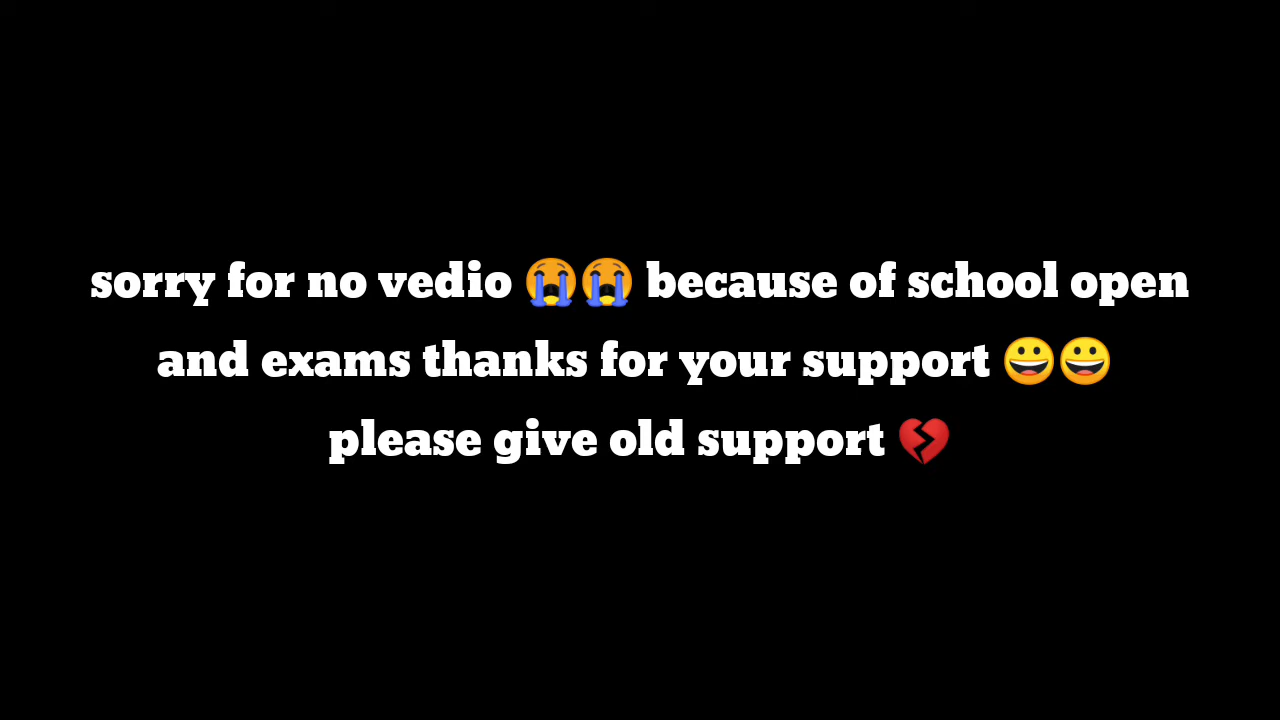 sorry for no vedio 😭😭 because of school open
and exams thanks for your support 😀😀
please give old support 💔